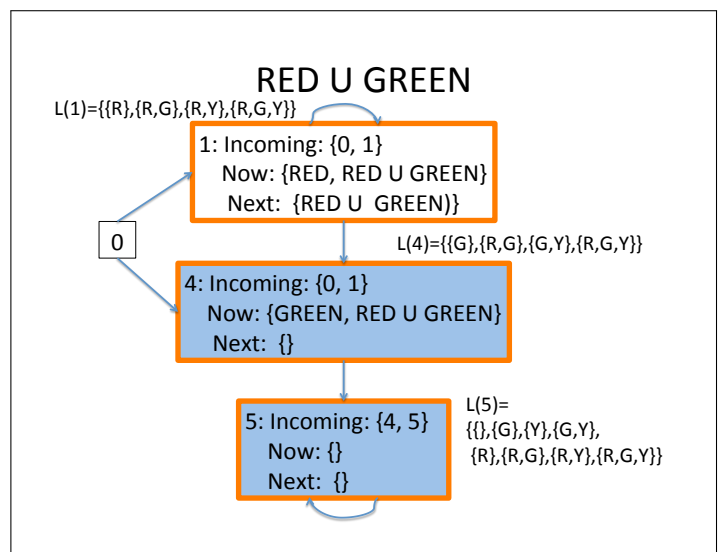 RED U GREEN
L(1)={{R},{R,G},{R,Y},{R,G,Y}}
1: Incoming: {0, 1}
Now: {RED, RED U GREEN}
Next: {RED U GREEN)}
0
L(4)={{G},{R,G},{G,Y},{R,G,Y}}
4: Incoming: {0, 1}
Now: {GREEN, RED U GREEN}
Next: {}
5: Incoming: {4, 5}
Now: {}
Next: {}
L(5)=
{{},{G},{Y},{G,Y},
{R},{R,G},{R,Y},{R,G,Y}}